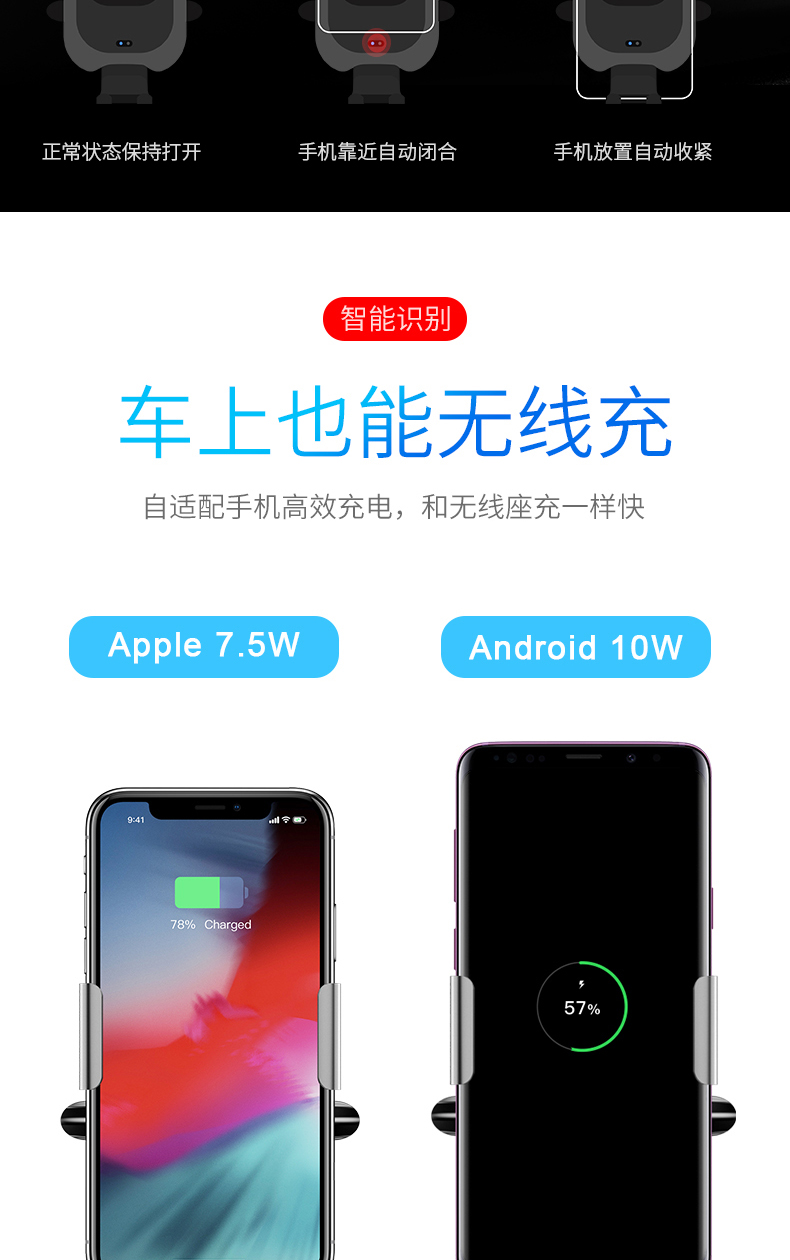 正常状态保持打开
手机靠近自动闭合
手机放置自动收紧
智能识别
车上也能无线充
自适配手机高效充电，和无线座充一样快
Apple 7.5W
Android 10W
9:41
78% Charged
57%